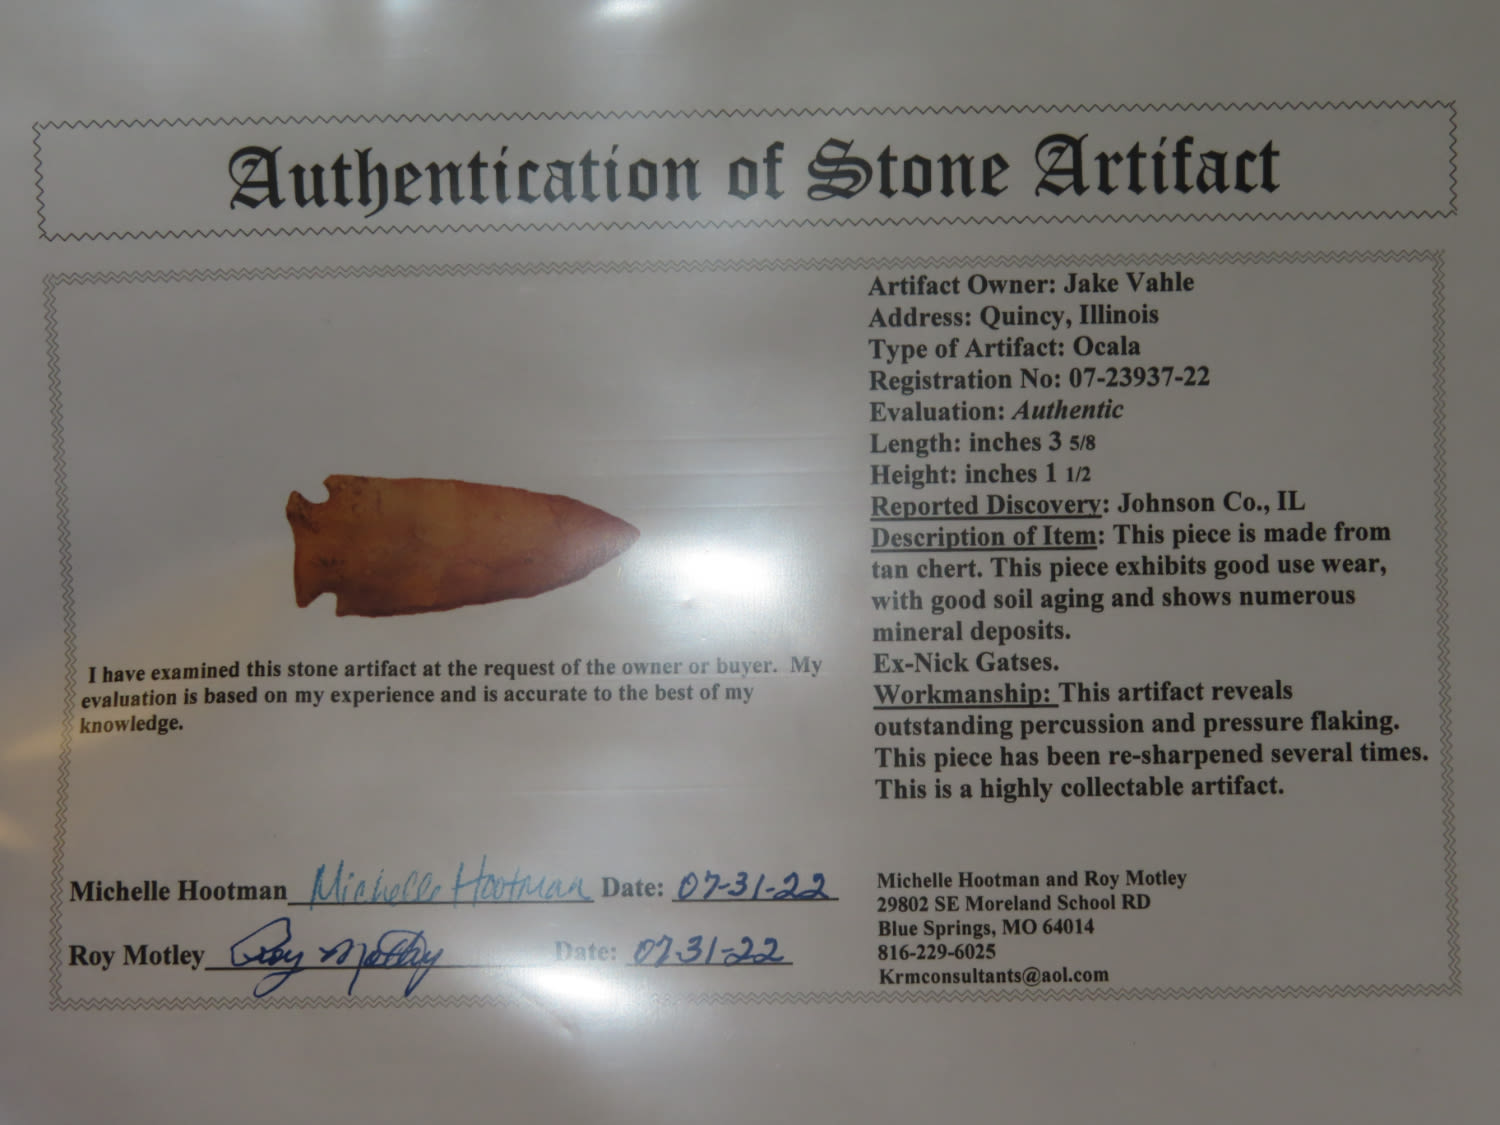 Authentication of Stone Artifact
Artifact Owner: Jake Vahle
Address: Quincy, Illinois
Type of Artifact: Ocala
Registration No: 07-23937-22
Evaluation: Authentic
Length: inches 3 5/8
Height: inches 1 1/2
Reported Discovery: Johnson Co., IL
Description of Item: This piece is made from
tan chert. This piece exhibits good use wear,
with good soil aging and shows numerous
mineral deposits.
Ex-Nick Gatses.
Workmanship: This artifact reveals
outstanding percussion and pressure flaking.
This piece has been re-sharpened several times.
This is a highly collectable artifact.
I have examined this stone artifact at the request of the owner or buyer. My
evaluation is based on my experience and is accurate to the best of my
knowledge.
Michelle Hootman Michelle Hootman Date: 07-31-22
Roy Motley Roy Motley Date: 07-31-22
Michelle Hootman and Roy Motley
29802 SE Moreland School RD
Blue Springs, MO 64014
816-229-6025
Krmconsultants@aol.com